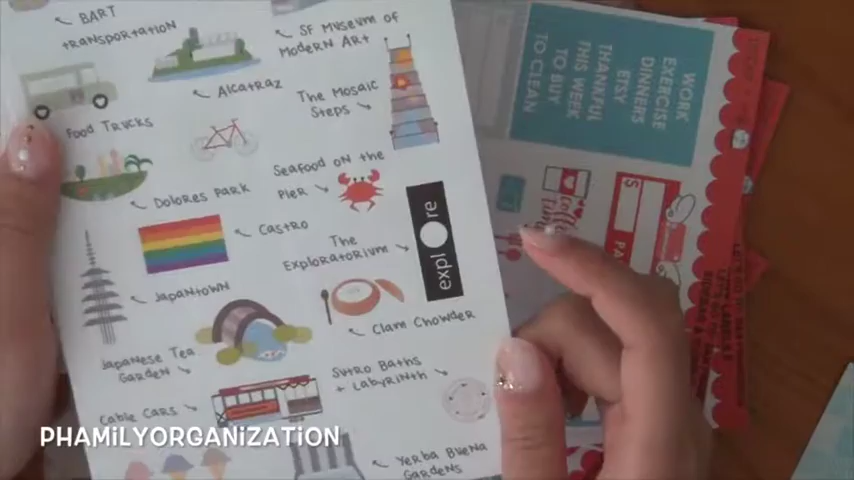 BART
transportation
SF Museum of
Modern Art
Alcatraz
The Mosaic
Steps
Food Trucks
Seafood on the
Pier
Dolores Park
Castro
The
Exploratorium
expl re
Japantown
Clam Chowder
Japanese Tea
Garden
Sutro Baths
+ Labyrinth
Cable Cars
Yerba Buena
Gardens
WORK
EXERCISE
DINNERS
ETSY
THANKFUL
THIS WEEK
TO BUY
TO CLEAN
$
PHAMILYORGANIZATION